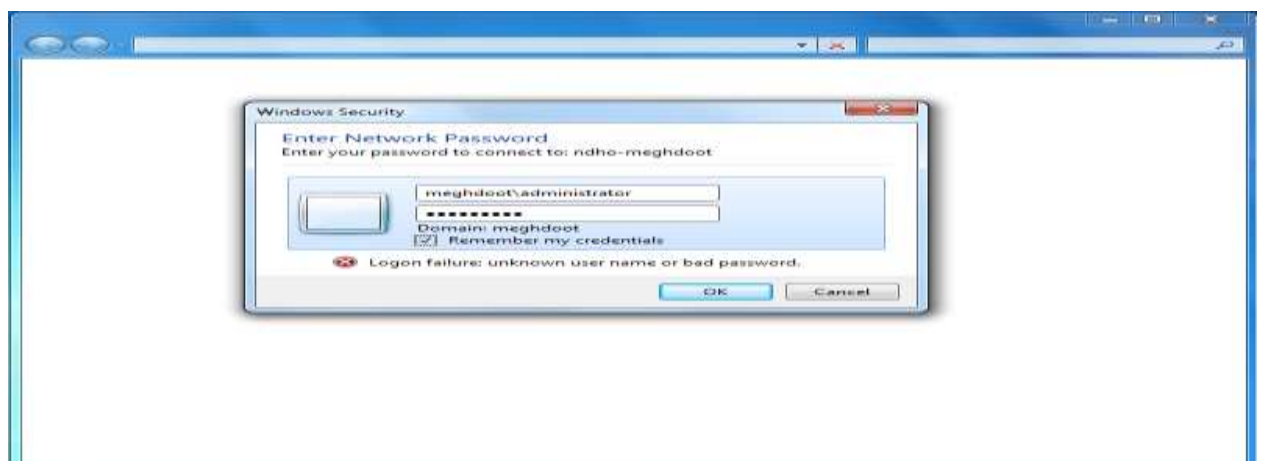 Windows Security
Enter Network Password
Enter your password to connect to: ndho-meghdoot
meghdoot\administrator
•••••••••
Domain: meghdoot
Remember my credentials
Logon failure: unknown user name or bad password.
OK Cancel